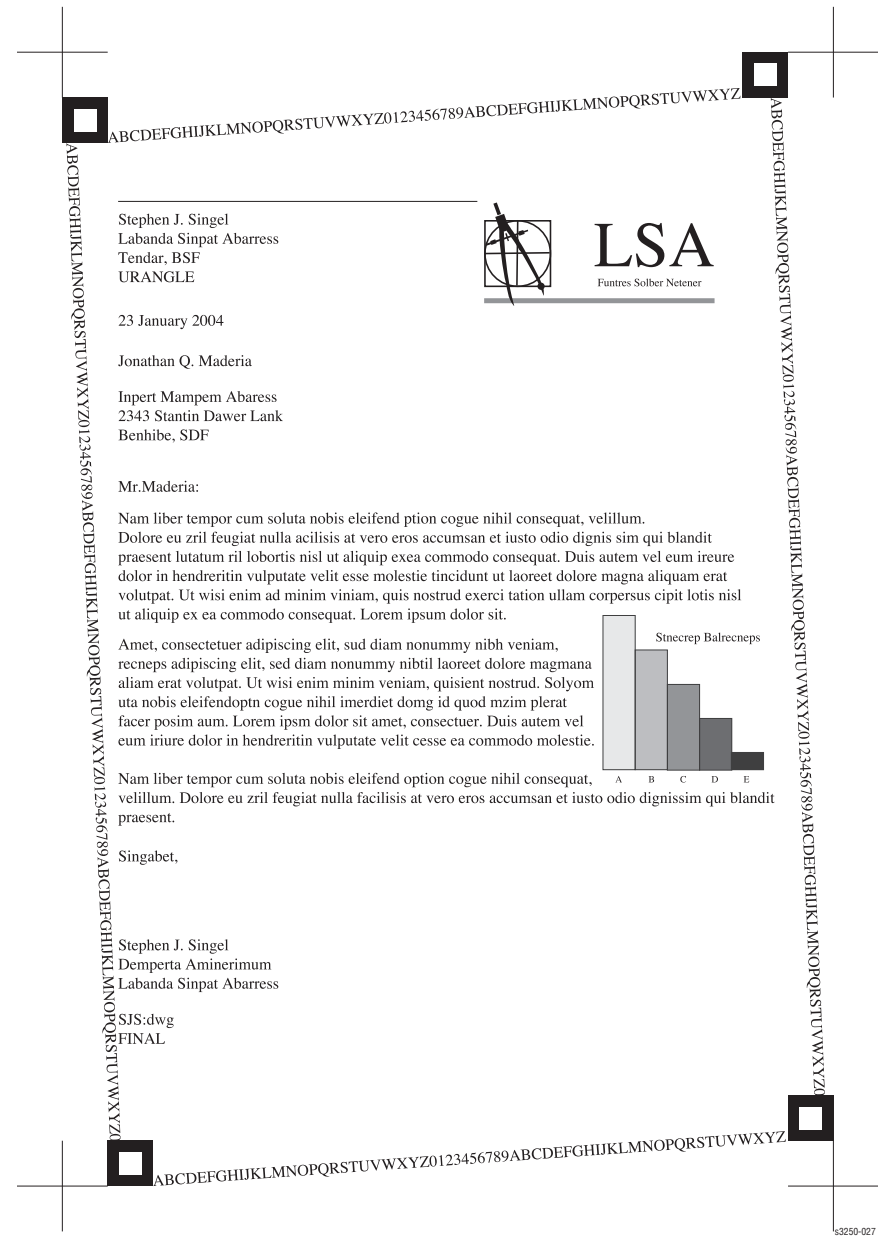 ABCDEFGHIJKLMNOPQRSTUVWXYZ0123456789ABCDEFGHIJKLMNOPQRSTUVWXYZ
ABCDEFGHIJKLMNOPQRSTUVWXYZ0123456789ABCDEFGHIJKLMNOPQRSTUVWXYZ0123456789ABCDEFGHIJKLMNOPQRSTUVWXYZ0
ABCDEFGHIJKLMNOPQRSTUVWXYZ0123456789ABCDEFGHIJKLMNOPQRSTUVWXYZ0123456789ABCDEFGHIJKLMNOPQRSTUVWXYZ0
Stephen J. Singel
Labanda Sinpat Abarress
Tendar, BSF
URANGLE
LSA
Funtres Solber Netener
23 January 2004
Jonathan Q. Maderia
Inpert Mampem Abaress
2343 Stantin Dawer Lank
Benhibe, SDF
Mr.Maderia:
Nam liber tempor cum soluta nobis eleifend ption cogue nihil consequat, velillum.
Dolore eu zril feugiat nulla acilisis at vero eros accumsan et iusto odio dignis sim qui blandit
praesent lutatum ril lobortis nisl ut aliquip exea commodo consequat. Duis autem vel eum ireure
dolor in hendreritin vulputate velit esse molestie tincidunt ut laoreet dolore magna aliquam erat
volutpat. Ut wisi enim ad minim viniam, quis nostrud exerci tation ullam corpersus cipit lotis nisl
ut aliquip ex ea commodo consequat. Lorem ipsum dolor sit.
Amet, consectetuer adipiscing elit, sud diam nonummy nibh veniam,
recneps adipiscing elit, sed diam nonummy nibtil laoreet dolore magmana
aliam erat volutpat. Ut wisi enim minim veniam, quisient nostrud. Solyom
uta nobis eleifendoptn cogue nihil imerdiet domg id quod mzim plerat
facer posim aum. Lorem ipsm dolor sit amet, consectuer. Duis autem vel
eum iriure dolor in hendreritin vulputate velit cesse ea commodo molestie.
Stnecrep Balrecneps
A B C D E
Nam liber tempor cum soluta nobis eleifend option cogue nihil consequat,
velillum. Dolore eu zril feugiat nulla facilisis at vero eros accumsan et iusto odio dignissim qui blandit
praesent.
Singabet,
Stephen J. Singel
Demperta Aminerimum
Labanda Sinpat Abarress
SJS:dwg
FINAL
ABCDEFGHIJKLMNOPQRSTUVWXYZ0123456789ABCDEFGHIJKLMNOPQRSTUVWXYZ
s3250-027